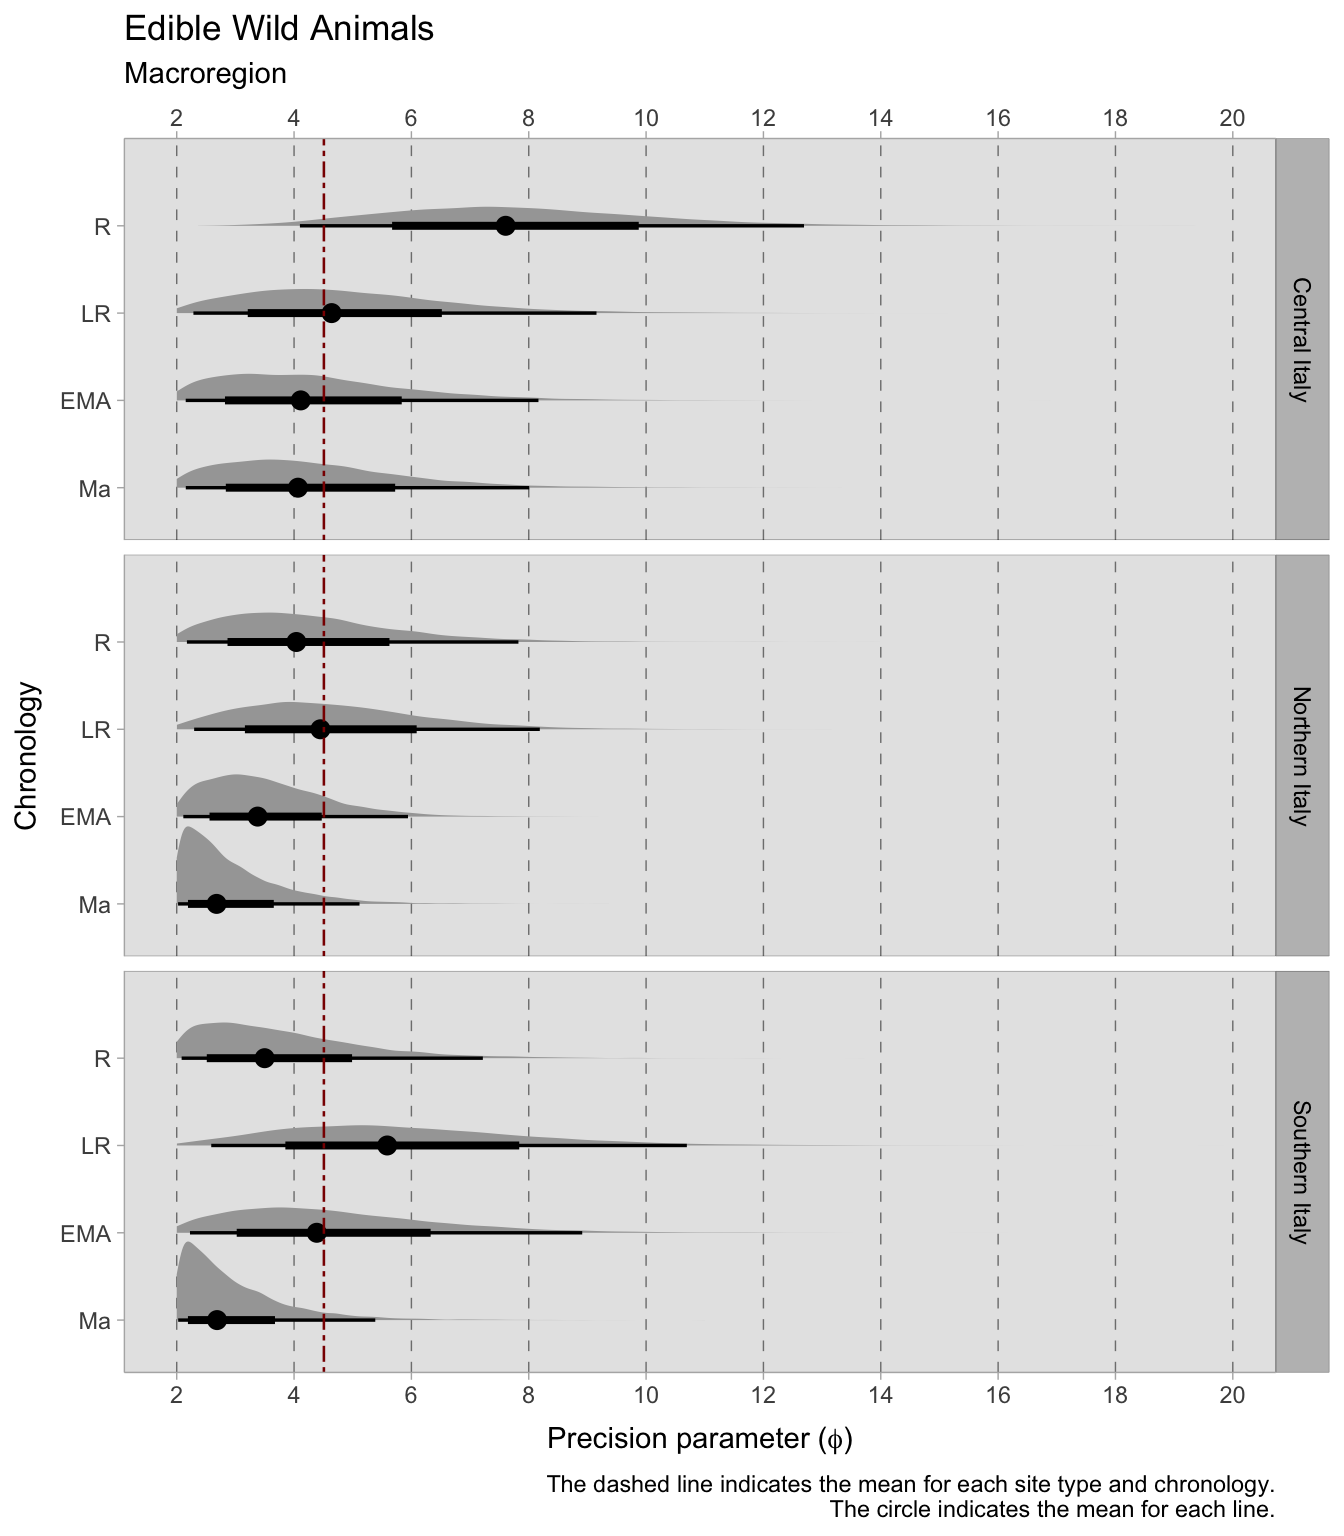 Edible Wild Animals
Macroregion
2 4 6 8 10 12 14 16 18 20
R
LR
EMA
Ma
Central Italy
R
LR
EMA
Ma
Northern Italy
R
LR
EMA
Ma
Southern Italy
Chronology
2 4 6 8 10 12 14 16 18 20
Precision parameter (ϕ)
The dashed line indicates the mean for each site type and chronology.
The circle indicates the mean for each line.